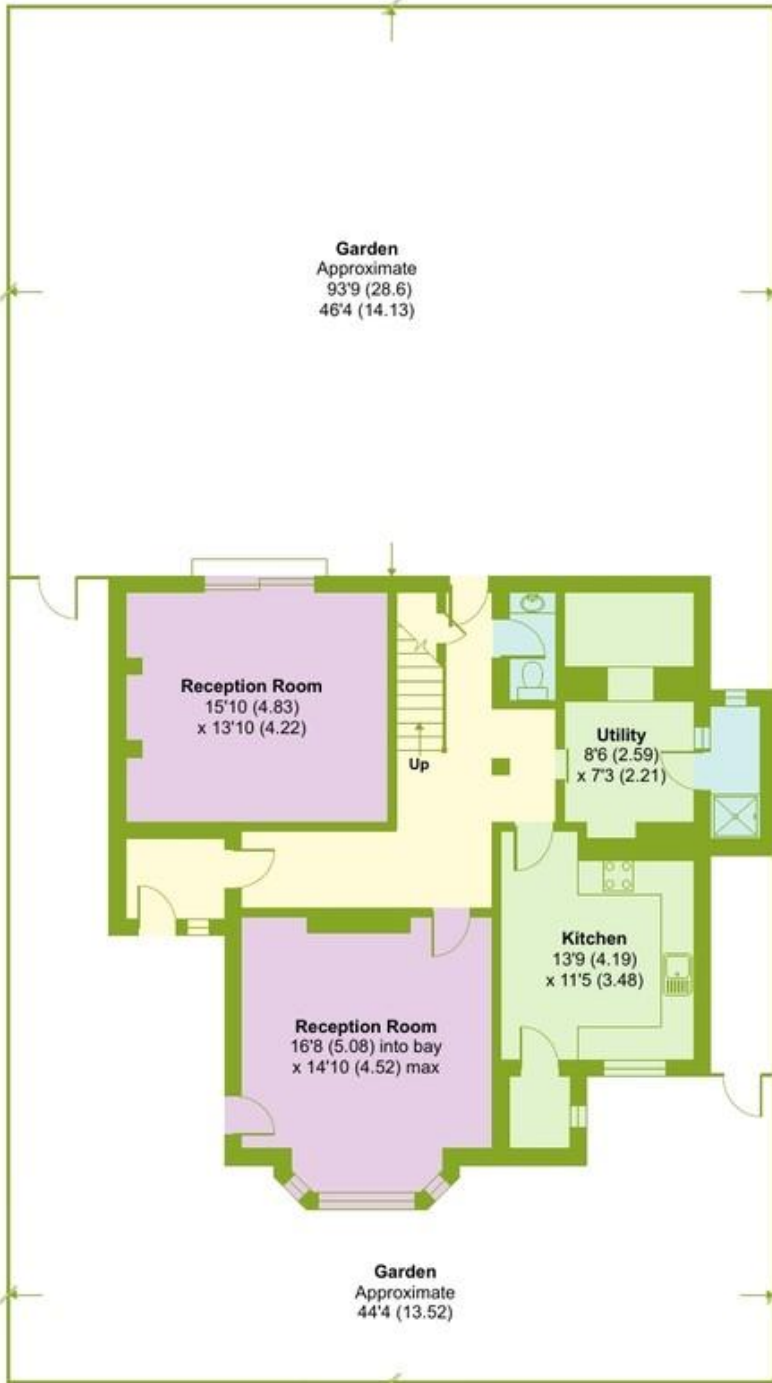 Garden
Approximate
93'9 (28.6)
46'4 (14.13)
Reception Room
15'10 (4.83)
x 13'10 (4.22)
Up
Utility
8'6 (2.59)
x 7'3 (2.21)
Kitchen
13'9 (4.19)
x 11'5 (3.48)
Reception Room
16'8 (5.08) into bay
x 14'10 (4.52) max
Garden
Approximate
44'4 (13.52)